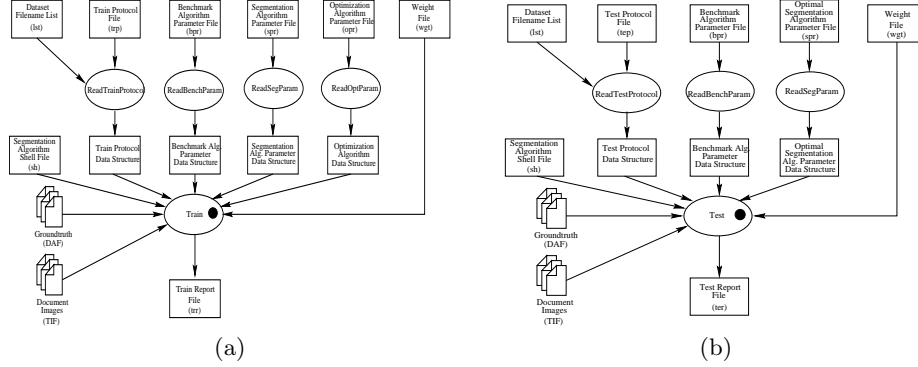 Dataset
Filename List
(lst)
Train Protocol
File
(trp)
Benchmark
Algorithm
Parameter File
(bpr)
Segmentation
Algorithm
Parameter File
(spr)
Optimization
Algorithm
Parameter File
(opr)
Weight
File
(wgt)
ReadTrainProtocol
ReadBenchParam
ReadSegParam
ReadOptParam
Segmentation
Algorithm
Shell File
(sh)
Train Protocol
Data Structure
Benchmark Alg.
Parameter
Data Structure
Segmentation
Alg. Parameter
Data Structure
Optimization
Algorithm
Data Structure
Train
Groundtruth
(DAF)
Document
Images
(TIF)
Train Report
File
(trr)
(a)
Dataset
Filename List
(lst)
Test Protocol
File
(tep)
Benchmark
Algorithm
Parameter File
(bpr)
Optimal
Segmentation
Algorithm
Parameter File
(spr)
Weight
File
(wgt)
ReadTestProtocol
ReadBenchParam
ReadSegParam
Segmentation
Algorithm
Shell File
(sh)
Test Protocol
Data Structure
Benchmark Alg.
Parameter
Data Structure
Optimal
Segmentation
Alg. Parameter
Data Structure
Test
Groundtruth
(DAF)
Document
Images
(TIF)
Test Report
File
(ter)
(b)